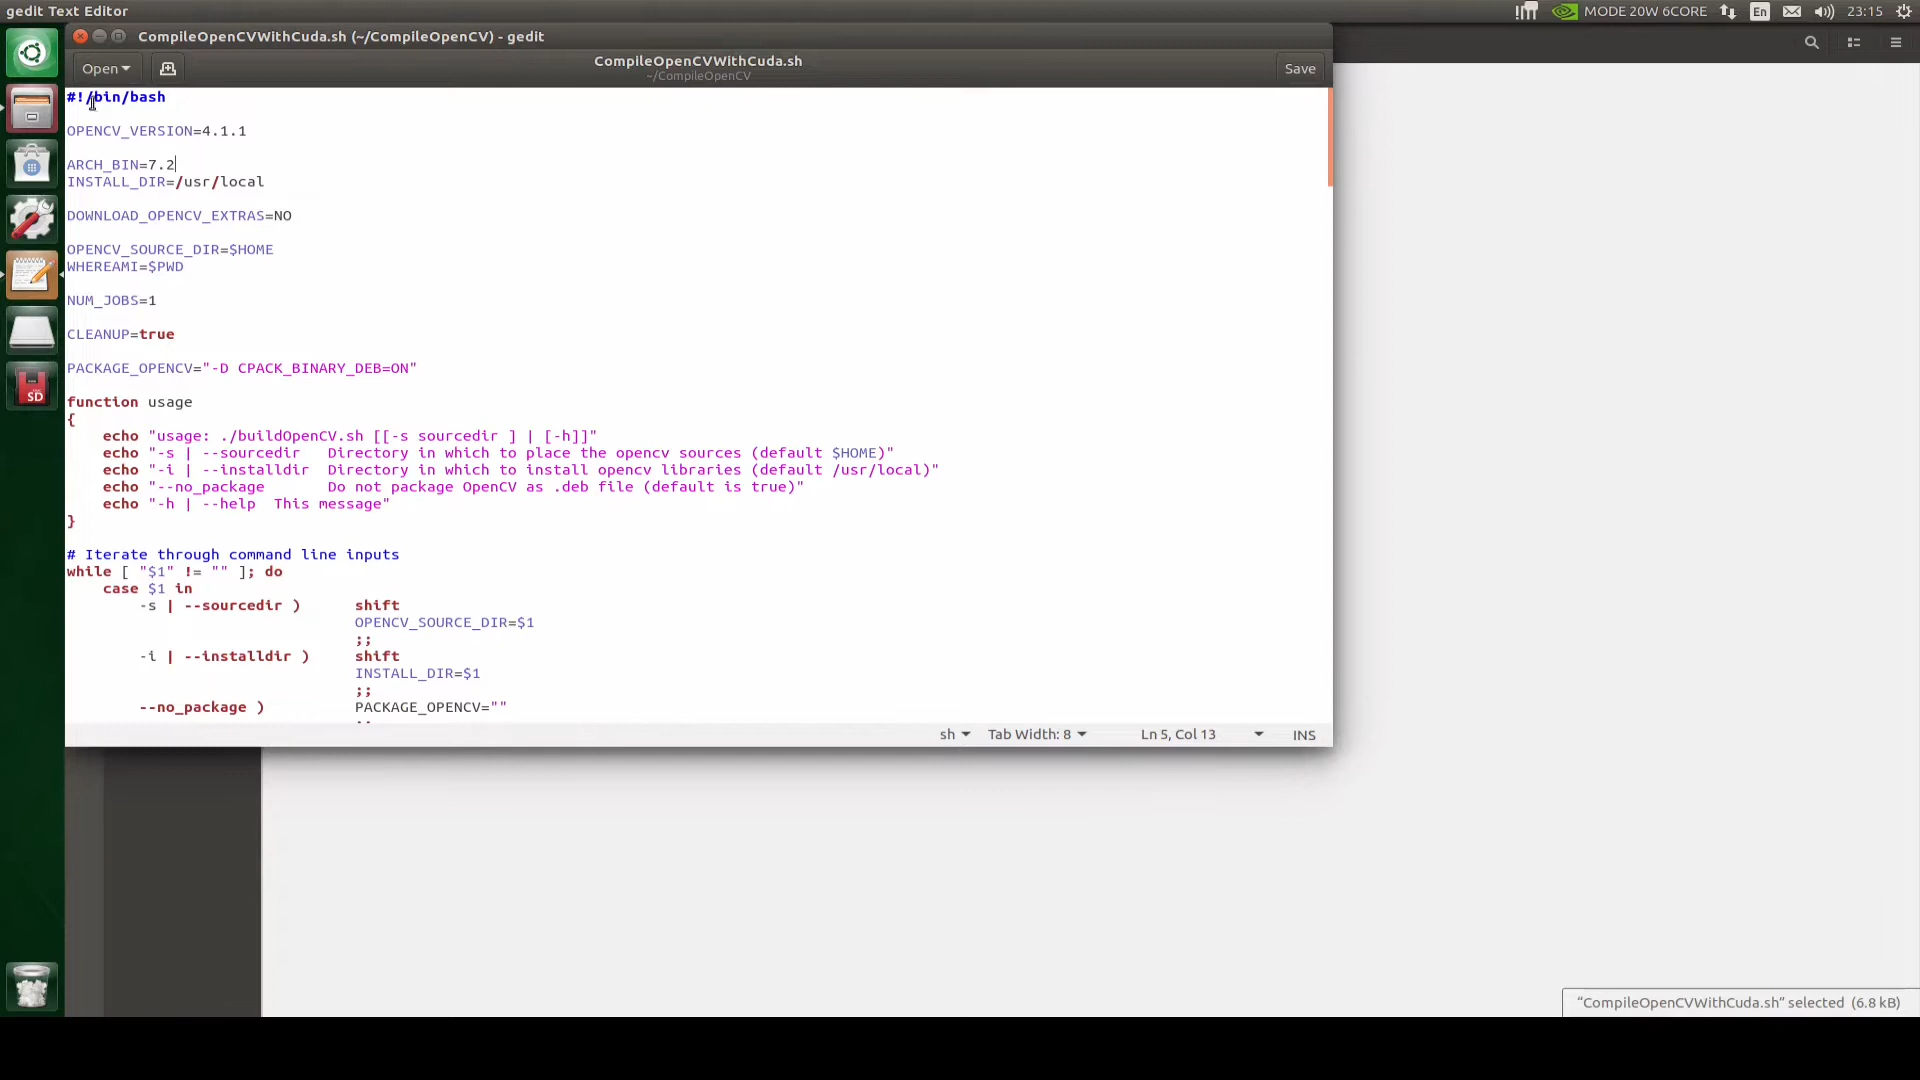 gedit Text Editor
MODE 20W 6CORE
En
23:15
CompileOpenCVWithCuda.sh (~/CompileOpenCV) - gedit
Open
CompileOpenCVWithCuda.sh
~/CompileOpenCV
Save
#!/bin/bash
OPENCV_VERSION=4.1.1
ARCH_BIN=7.2
INSTALL_DIR=/usr/local
DOWNLOAD_OPENCV_EXTRAS=NO
OPENCV_SOURCE_DIR=$HOME
WHEREAMI=$PWD
NUM_JOBS=1
CLEANUP=true
PACKAGE_OPENCV="-D CPACK_BINARY_DEB=ON"
function usage
{
    echo "usage: ./buildOpenCV.sh [[-s sourcedir ] | [-h]]"
    echo "-s | --sourcedir   Directory in which to place the opencv sources (default $HOME)"
    echo "-i | --installdir  Directory in which to install opencv libraries (default /usr/local)"
    echo "--no_package       Do not package OpenCV as .deb file (default is true)"
    echo "-h | --help  This message"
}
# Iterate through command line inputs
while [ "$1" != "" ]; do
    case $1 in
        -s | --sourcedir )      shift
                                OPENCV_SOURCE_DIR=$1
                                ;;
        -i | --installdir )     shift
                                INSTALL_DIR=$1
                                ;;
        --no_package )          PACKAGE_OPENCV=""
sh
Tab Width: 8
Ln 5, Col 13
INS
SD
“CompileOpenCVWithCuda.sh” selected (6.8 kB)